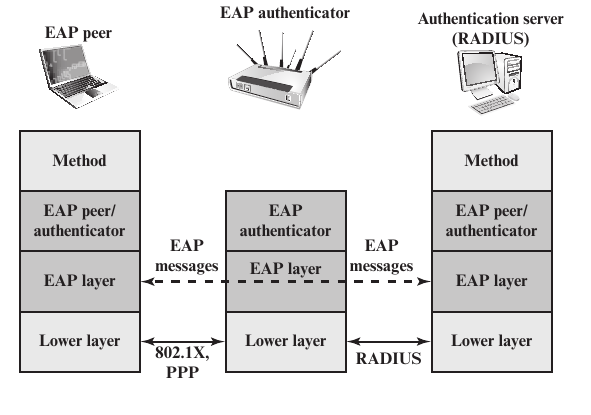 EAP peer
EAP authenticator
Authentication server
(RADIUS)
Method
EAP peer/
authenticator
EAP layer
Lower layer
EAP
messages
802.1X,
PPP
EAP
authenticator
EAP layer
Lower layer
EAP
messages
RADIUS
Method
EAP peer/
authenticator
EAP layer
Lower layer